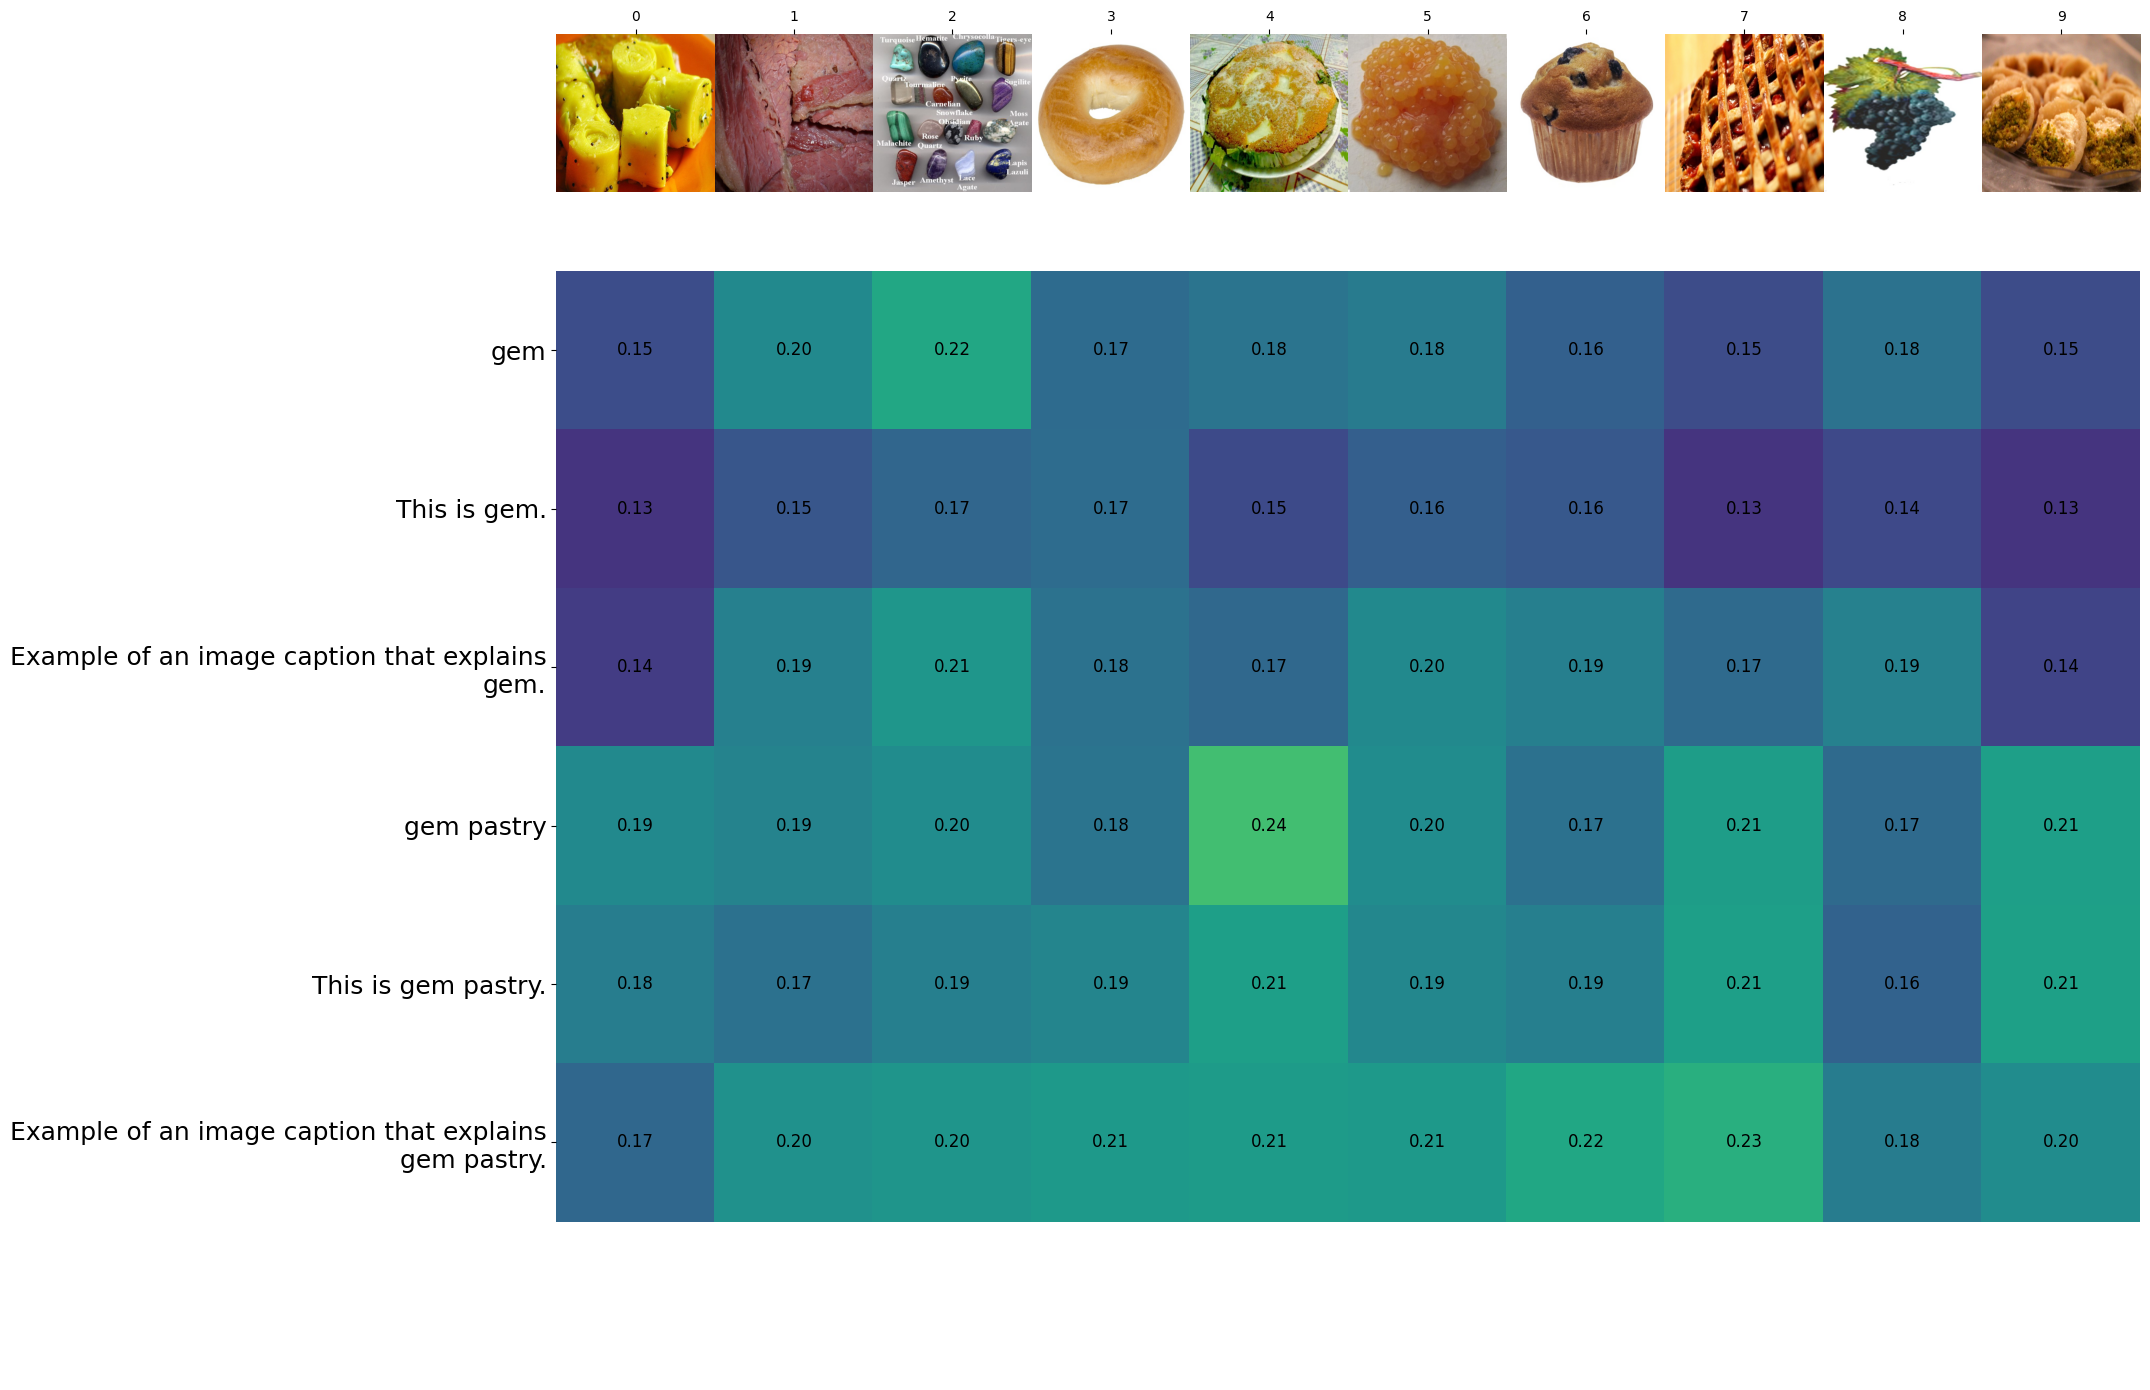 0 1 2 3 4 5 6 7 8 9
Turquoise Hematite Chrysocolla Tigers-eye
Quartz Pyrite Sugilite
Tourmaline
Carnelian
Snowflake Obsidian Moss Agate
Rose Quartz Ruby
Malachite
Lapis Lazuli
Jasper Amethyst Lace Agate
gem 0.15 0.20 0.22 0.17 0.18 0.18 0.16 0.15 0.18 0.15
This is gem. 0.13 0.15 0.17 0.17 0.15 0.16 0.16 0.13 0.14 0.13
Example of an image caption that explains
gem. 0.14 0.19 0.21 0.18 0.17 0.20 0.19 0.17 0.19 0.14
gem pastry 0.19 0.19 0.20 0.18 0.24 0.20 0.17 0.21 0.17 0.21
This is gem pastry. 0.18 0.17 0.19 0.19 0.21 0.19 0.19 0.21 0.16 0.21
Example of an image caption that explains
gem pastry. 0.17 0.20 0.20 0.21 0.21 0.21 0.22 0.23 0.18 0.20